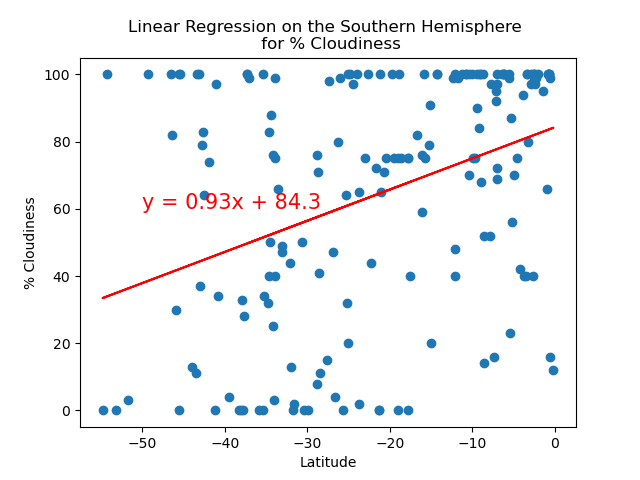 Linear Regression on the Southern Hemisphere
for % Cloudiness
100
80
60
40
20
0
% Cloudiness
y = 0.93x + 84.3
−50
−40
−30
−20
−10
0
Latitude